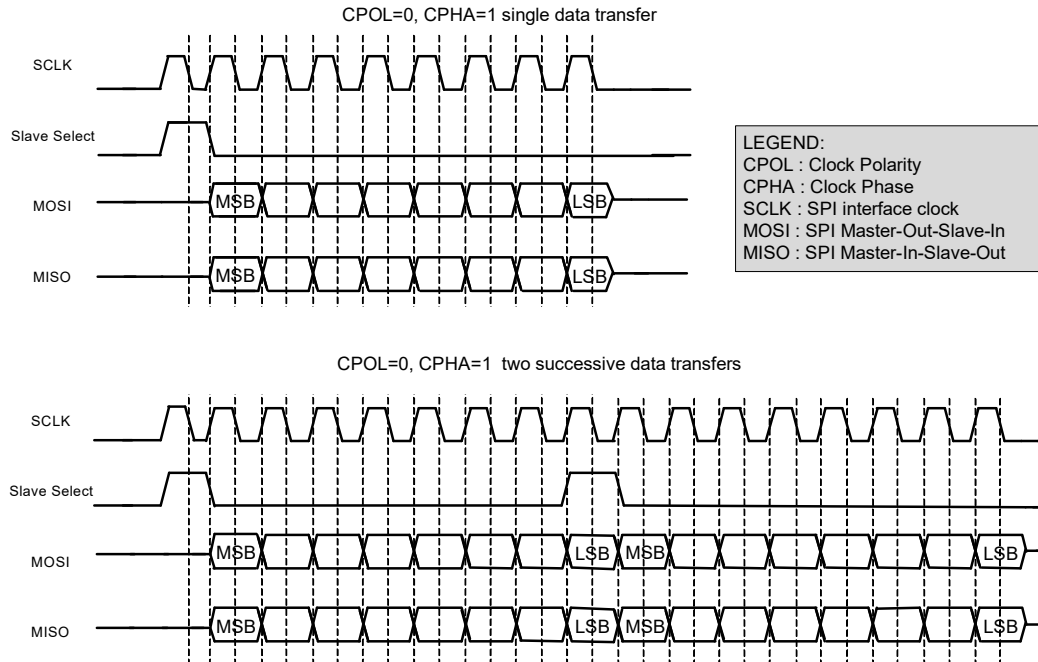 CPOL=0, CPHA=1 single data transfer
SCLK
Slave Select
MOSI
MSB
LSB
MISO
MSB
LSB
LEGEND:
CPOL : Clock Polarity
CPHA : Clock Phase
SCLK : SPI interface clock
MOSI : SPI Master-Out-Slave-In
MISO : SPI Master-In-Slave-Out
CPOL=0, CPHA=1 two successive data transfers
SCLK
Slave Select
MOSI
MSB
LSB
MSB
LSB
MISO
MSB
LSB
MSB
LSB